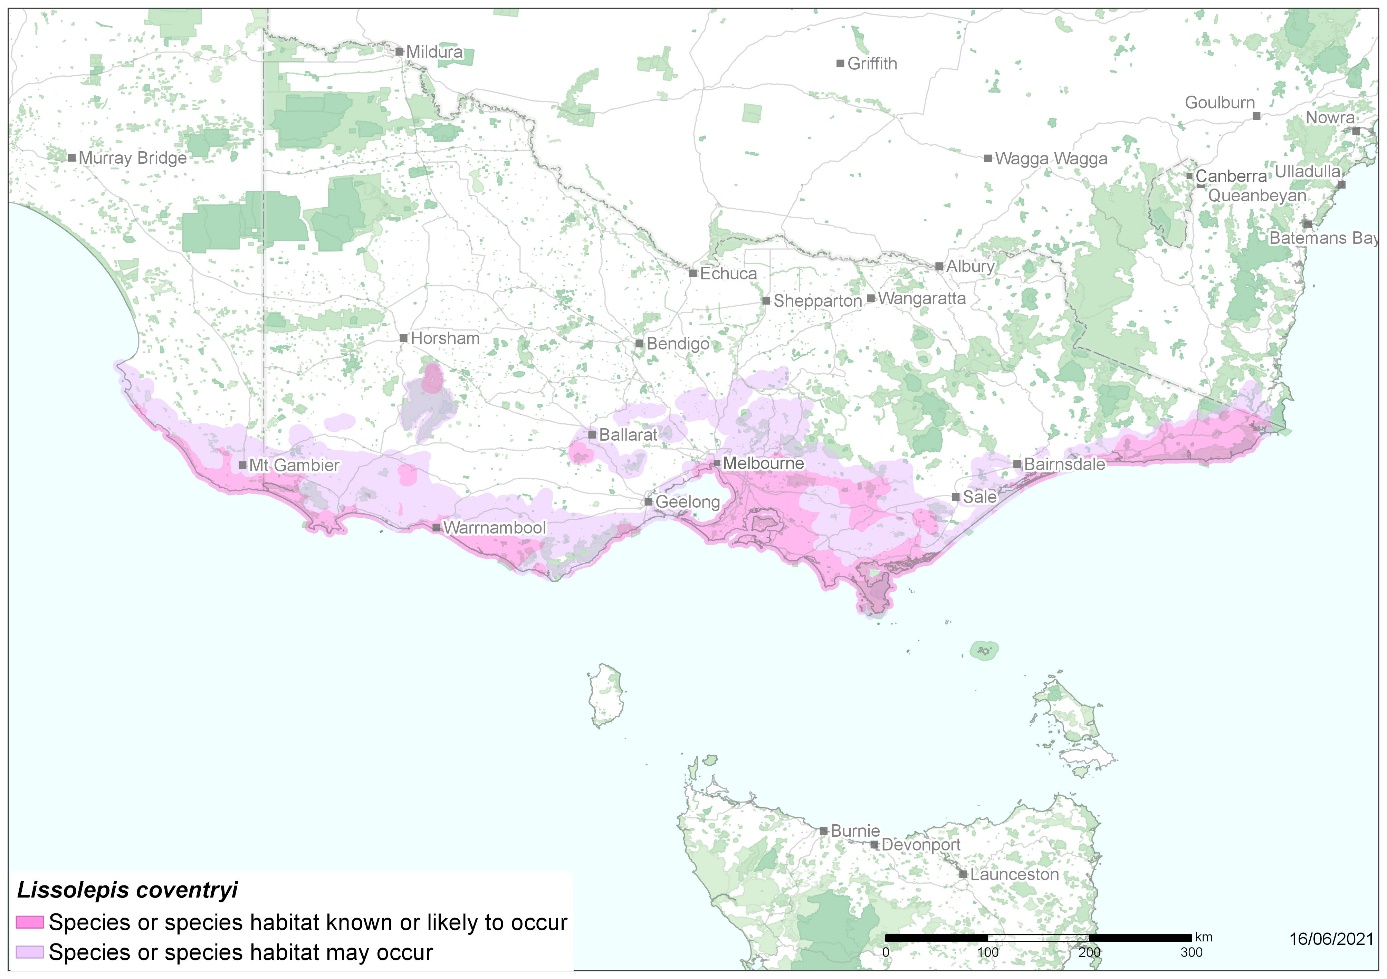 Mildura
Griffith
Goulburn
Nowra
Murray Bridge
Wagga Wagga
Canberra
Ulladulla
Queanbeyan
Batemans Bay
Echuca
Albury
Shepparton
Wangaratta
Horsham
Bendigo
Ballarat
Mt Gambier
Melbourne
Bairnsdale
Geelong
Sale
Warrnambool
Burnie
Devonport
Launceston
Lissolepis coventryi
Species or species habitat known or likely to occur
Species or species habitat may occur
km
0 100 200 300
16/06/2021